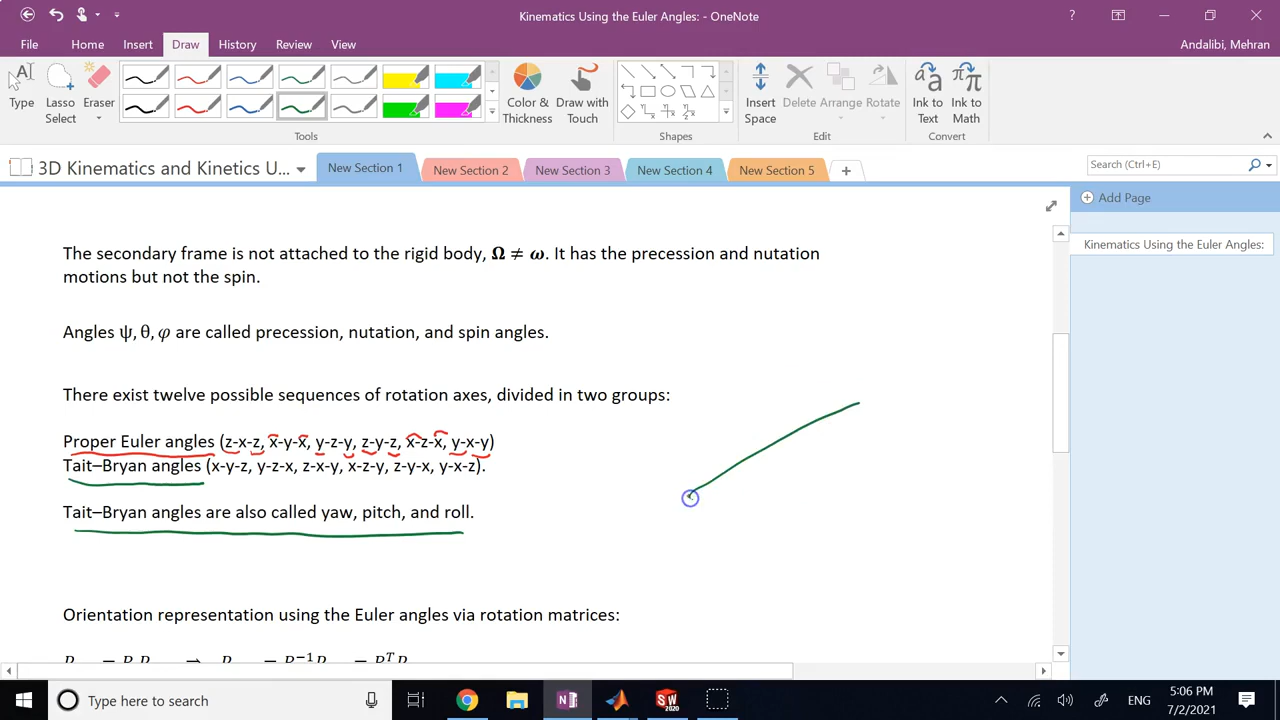 Kinematics Using the Euler Angles: - OneNote
?
File Home Insert Draw History Review View
Andalibi, Mehran
Type
Lasso Select
Eraser
Color & Thickness
Draw with Touch
Insert Space
Delete
Arrange
Rotate
Ink to Text
Ink to Math
Tools
Shapes
Edit
Convert
3D Kinematics and Kinetics U...
New Section 1
New Section 2
New Section 3
New Section 4
New Section 5
Search (Ctrl+E)
Add Page
Kinematics Using the Euler Angles:
The secondary frame is not attached to the rigid body, Ω ≠ ω. It has the precession and nutation
motions but not the spin.
Angles ψ, θ, φ are called precession, nutation, and spin angles.
There exist twelve possible sequences of rotation axes, divided in two groups:
Proper Euler angles (z-x-z, x-y-x, y-z-y, z-y-z, x-z-x, y-x-y)
Tait–Bryan angles (x-y-z, y-z-x, z-x-y, x-z-y, z-y-x, y-x-z).
Tait–Bryan angles are also called yaw, pitch, and roll.
Orientation representation using the Euler angles via rotation matrices:
Type here to search
ENG
5:06 PM
7/2/2021